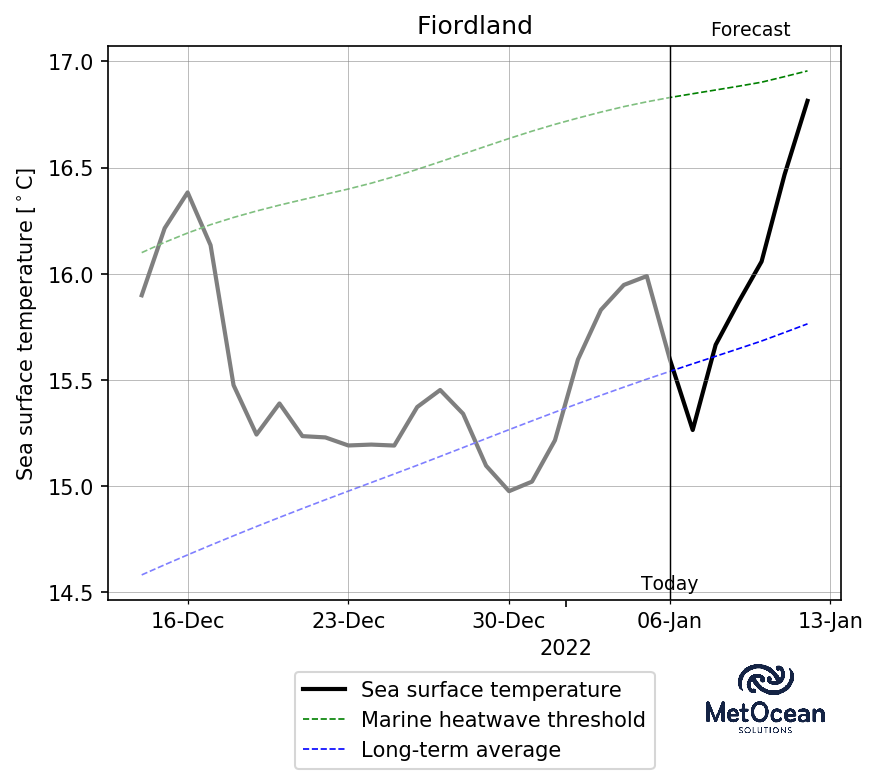 Fiordland
Forecast
Sea surface temperature [°C]
17.0
16.5
16.0
15.5
15.0
14.5
Today
16-Dec 23-Dec 30-Dec 06-Jan 13-Jan
2022
Sea surface temperature
Marine heatwave threshold
Long-term average
MetOcean
SOLUTIONS